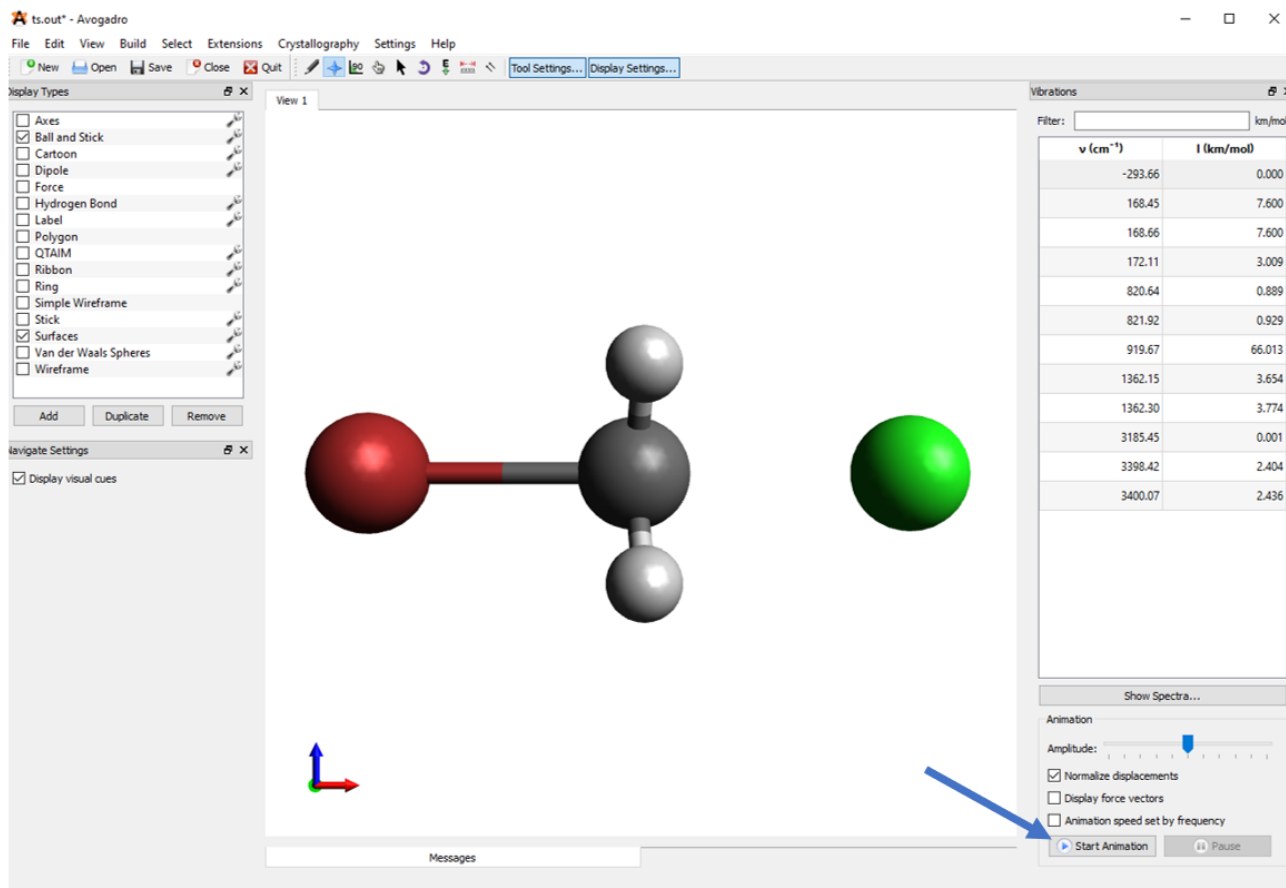 ts.out* - Avogadro
File Edit View Build Select Extensions Crystallography Settings Help
New Open Save Close Quit Tool Settings... Display Settings...
Display Types
Axes
Ball and Stick
Cartoon
Dipole
Force
Hydrogen Bond
Label
Polygon
QTAIM
Ribbon
Ring
Simple Wireframe
Stick
Surfaces
Van der Waals Spheres
Wireframe
Add Duplicate Remove
Navigate Settings
Display visual cues
View 1
Messages
Vibrations
Filter: km/mol
ν (cm⁻¹) I (km/mol)
-293.66 0.000
168.45 7.600
168.66 7.600
172.11 3.009
820.64 0.889
821.92 0.929
919.67 66.013
1362.15 3.654
1362.30 3.774
3185.45 0.001
3398.42 2.404
3400.07 2.436
Show Spectra...
Animation
Amplitude:
Normalize displacements
Display force vectors
Animation speed set by frequency
Start Animation Pause